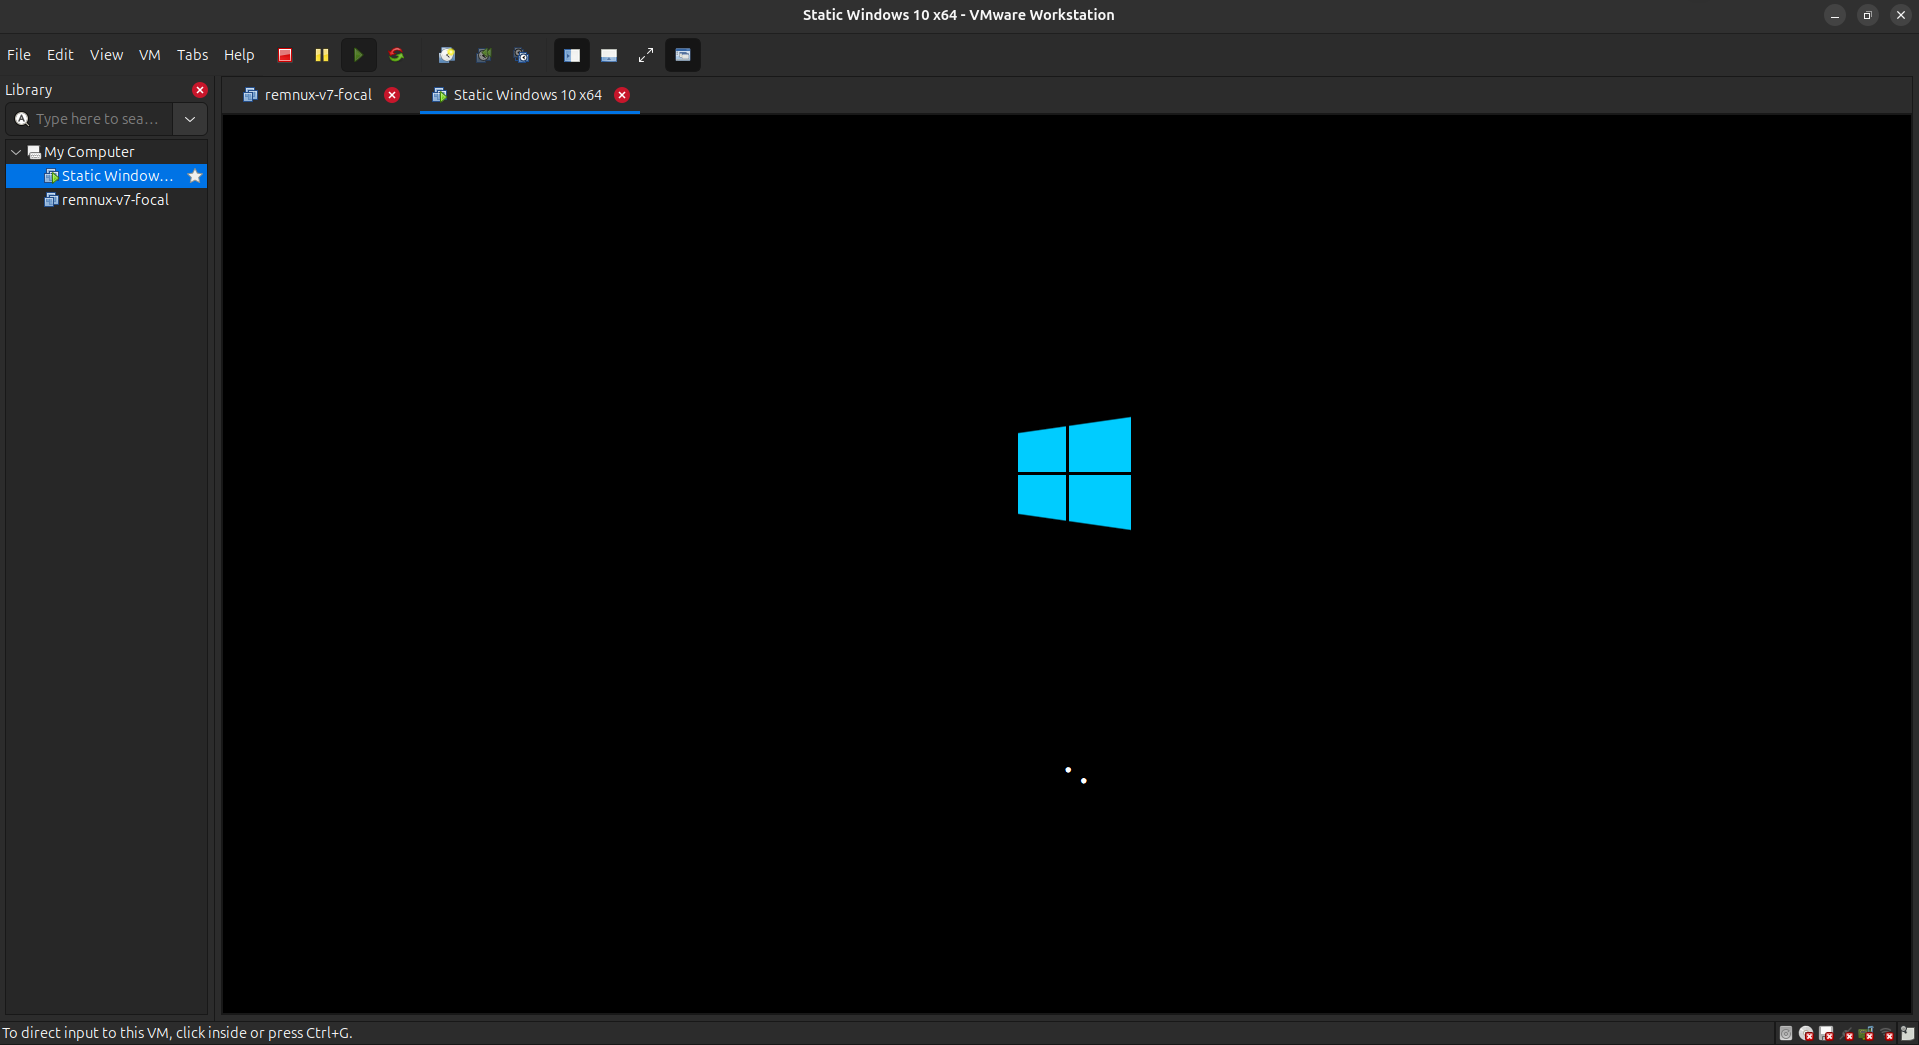 Static Windows 10 x64 - VMware Workstation
File Edit View VM Tabs Help
Library
remnux-v7-focal
Static Windows 10 x64
Type here to sea...
My Computer
Static Window...
remnux-v7-focal
To direct input to this VM, click inside or press Ctrl+G.